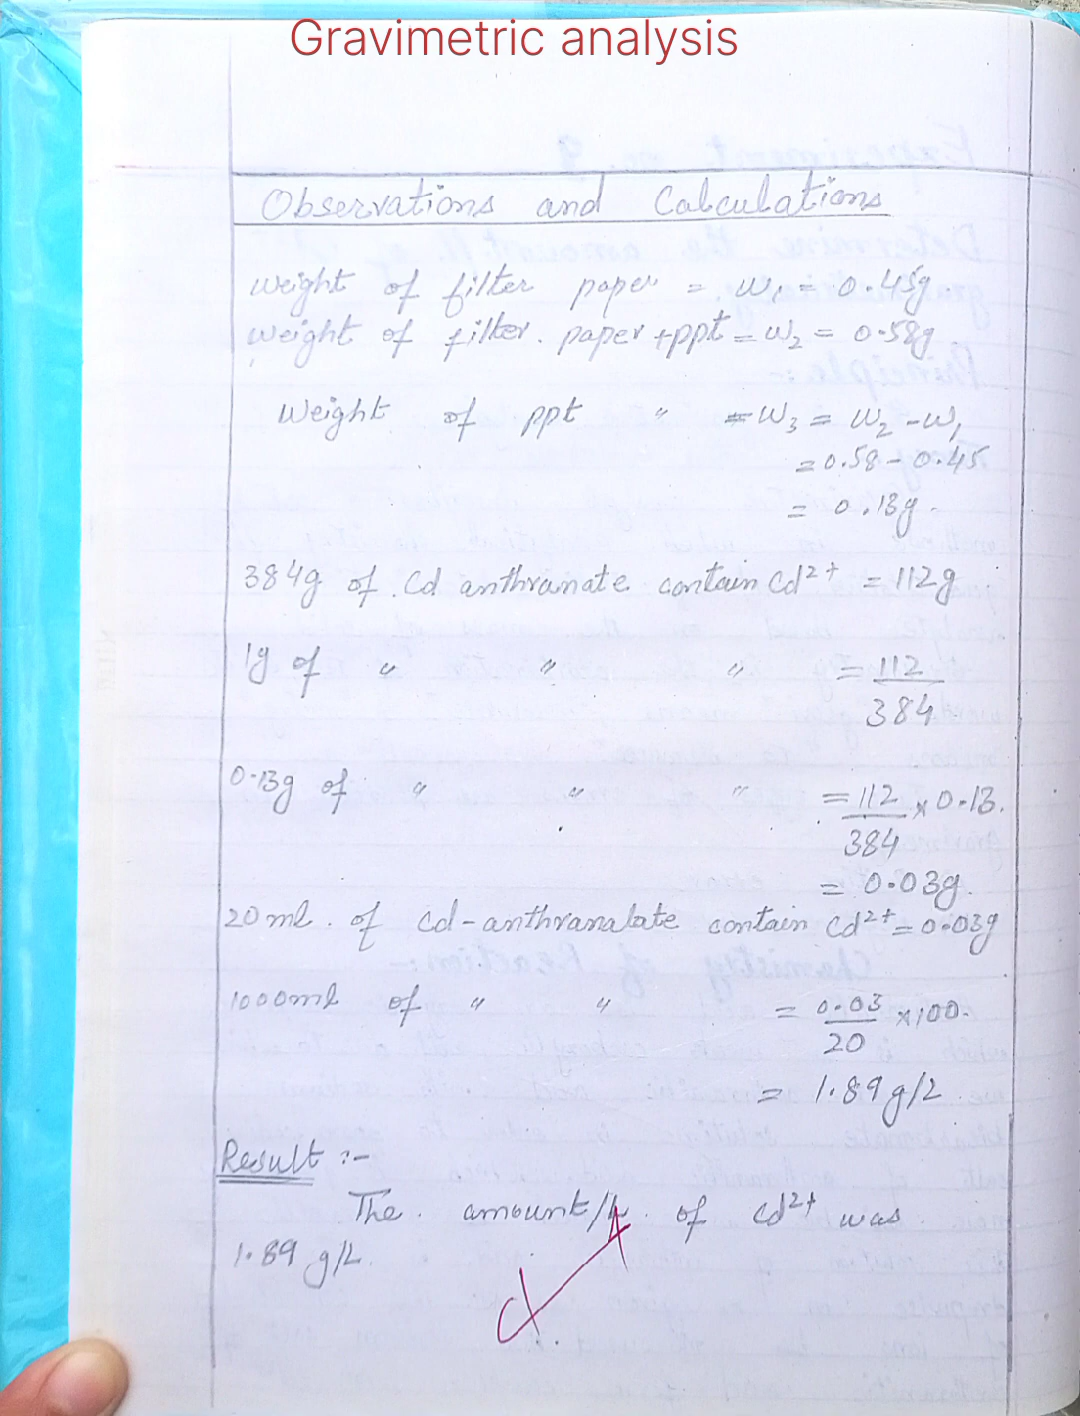 Gravimetric analysis
Observations and Calculations
weight of filter paper = W₁ = 0.45g.
weight of filter. paper +ppt = W₂ = 0.58g
Weight of ppt " = W₃ = W₂ - W₁
= 0.58 - 0.45
= 0.13g.
384g of Cd anthranate contain Cd²⁺ = 112g
1g of " " " = 112
384
0.13g of " " " = 112 x 0.13.
384
= 0.03g.
20ml. of Cd-anthranalate contain Cd²⁺ = 0.03g
1000ml of " " = 0.03 x 100.
20
= 1.89 g/L.
Result :-
The. amount/L. of Cd²⁺ was
1.89 g/L.